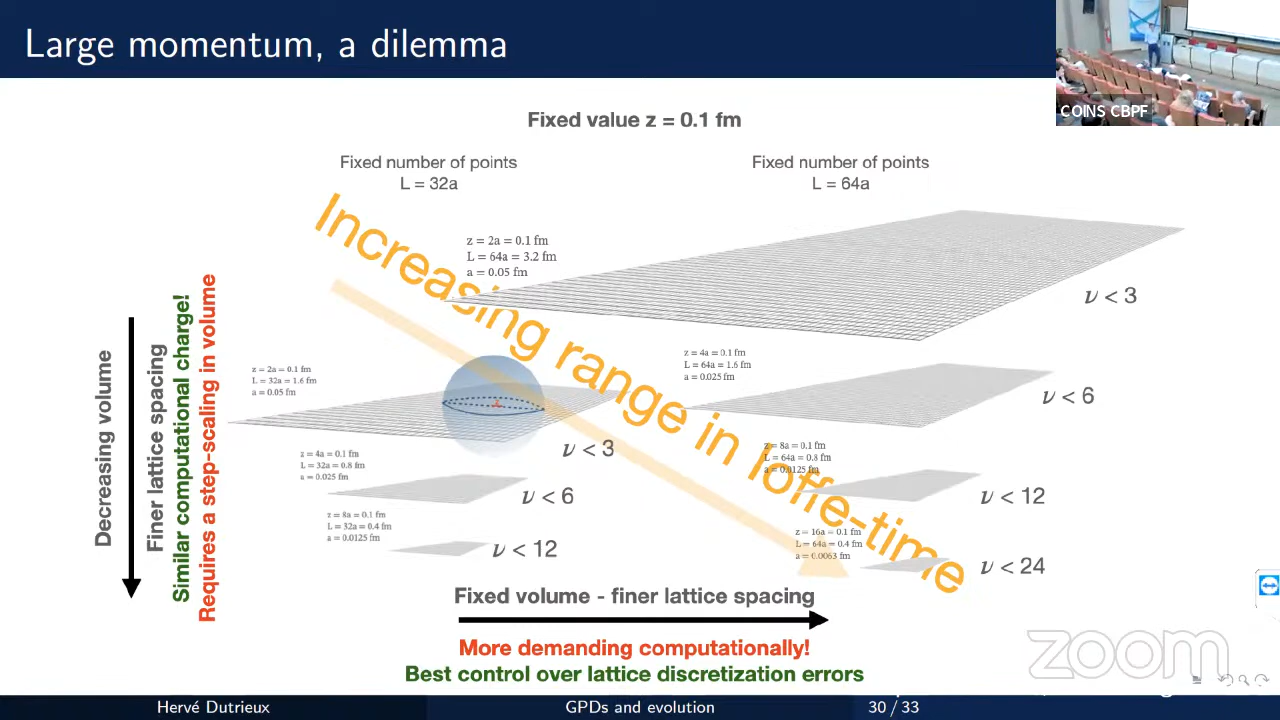 Large momentum, a dilemma
COINS CBPF
Fixed value z = 0.1 fm
Fixed number of points
L = 32a
Fixed number of points
L = 64a
Increasing range in Ioffe-time
z = 2a = 0.1 fm
L = 64a = 3.2 fm
a = 0.05 fm
ν < 3
z = 2a = 0.1 fm
L = 32a = 1.6 fm
a = 0.05 fm
ν < 3
z = 4a = 0.1 fm
L = 64a = 1.6 fm
a = 0.025 fm
ν < 6
z = 4a = 0.1 fm
L = 32a = 0.8 fm
a = 0.025 fm
ν < 6
z = 8a = 0.1 fm
L = 64a = 0.8 fm
a = 0.0125 fm
ν < 12
z = 8a = 0.1 fm
L = 32a = 0.4 fm
a = 0.0125 fm
ν < 12
z = 16a = 0.1 fm
L = 64a = 0.4 fm
a = 0.0063 fm
ν < 24
Decreasing volume
Finer lattice spacing
Similar computational charge!
Requires a step-scaling in volume
Fixed volume - finer lattice spacing
More demanding computationally!
Best control over lattice discretization errors
zoom
Hervé Dutrieux
GPDs and evolution
30 / 33